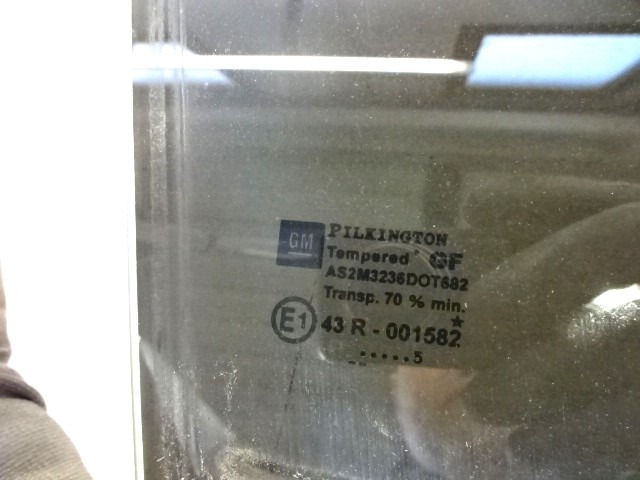 GM
PILKINGTON
Tempered GF
AS2M3236DOT682
Transp. 70 % min.
E1 43 R - 001582
.....5